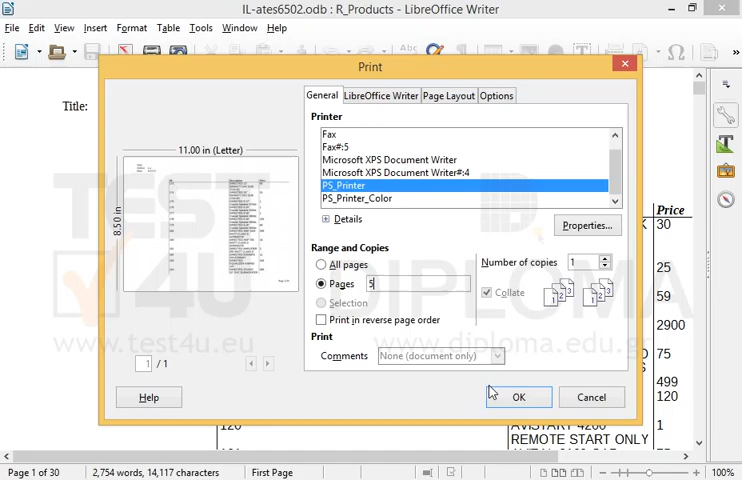 IL-ates6502.odb : R_Products - LibreOffice Writer
File Edit View Insert Format Table Tools Window Help
Print
General LibreOffice Writer Page Layout Options
Title:
Printer
Fax
Fax#:5
Microsoft XPS Document Writer
Microsoft XPS Document Writer#:4
PS_Printer
PS_Printer_Color
Details
Properties...
11.00 in (Letter)
8.50 in
Range and Copies
All pages
Pages 5
Selection
Print in reverse page order
Number of copies 1
Collate
Print
Comments None (document only)
1 / 1
Help
OK
Cancel
Price
30
25
59
2900
75
499
120
1
120
AVISTART 4200
REMOTE START ONLY
TEST4U
www.test4u.eu
DIPLOMA
www.diploma.edu.gr
Page 1 of 30 2,754 words, 14,117 characters First Page 100%